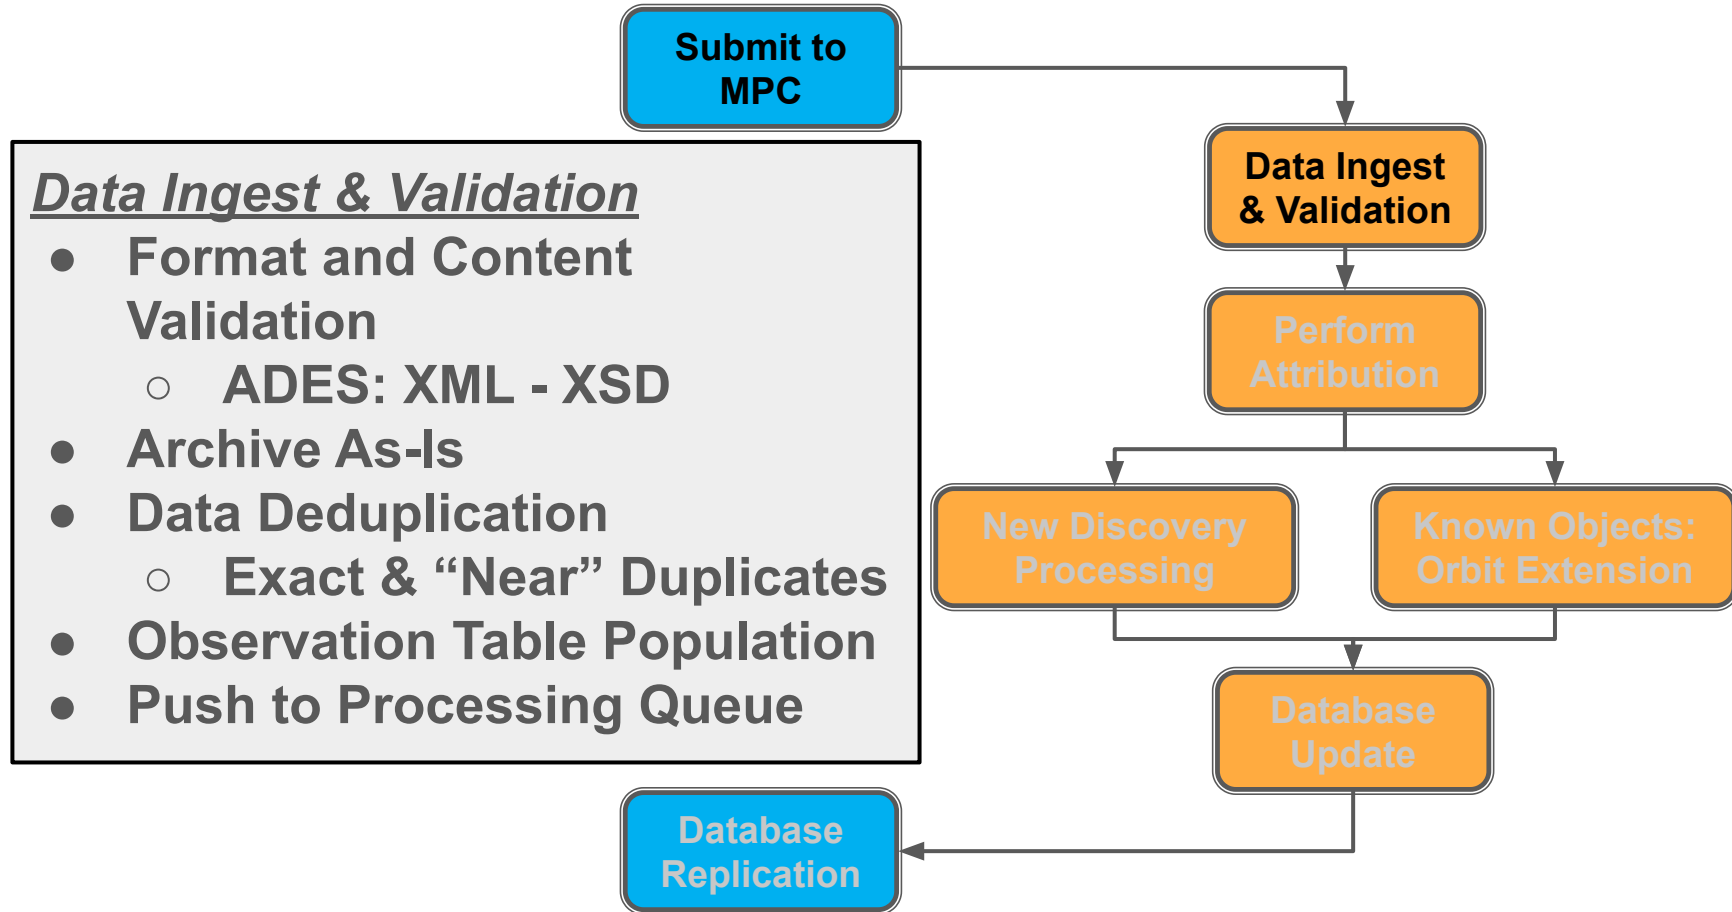 Submit to
MPC
Data Ingest & Validation
● Format and Content
Validation
○ ADES: XML - XSD
● Archive As-Is
● Data Deduplication
○ Exact & “Near” Duplicates
● Observation Table Population
● Push to Processing Queue
Data Ingest
& Validation
Perform
Attribution
New Discovery
Processing
Known Objects:
Orbit Extension
Database
Update
Database
Replication